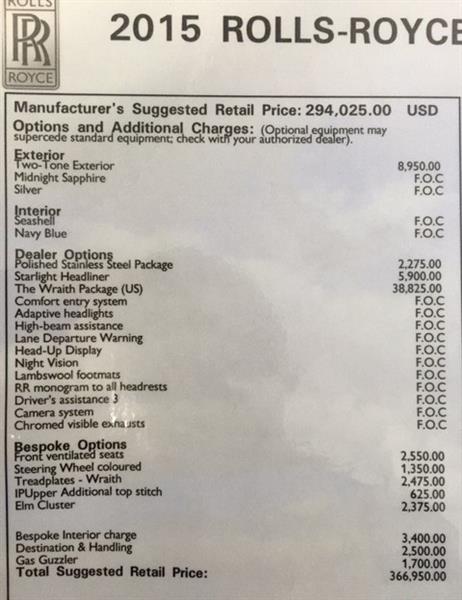 ROLLS
RR
ROYCE
2015 ROLLS-ROYCE
Manufacturer's Suggested Retail Price: 294,025.00 USD
Options and Additional Charges: (Optional equipment may
supercede standard equipment; check with your authorized dealer).
Exterior
Two-Tone Exterior 8,950.00
Midnight Sapphire F.O.C
Silver F.O.C
Interior
Seashell F.O.C
Navy Blue F.O.C
Dealer Options
Polished Stainless Steel Package 2,275.00
Starlight Headliner 5,900.00
The Wraith Package (US) 38,825.00
Comfort entry system F.O.C
Adaptive headlights F.O.C
High-beam assistance F.O.C
Lane Departure Warning F.O.C
Head-Up Display F.O.C
Night Vision F.O.C
Lambswool footmats F.O.C
RR monogram to all headrests F.O.C
Driver's assistance 3 F.O.C
Camera system F.O.C
Chromed visible exhausts F.O.C
Bespoke Options
Front ventilated seats 2,550.00
Steering Wheel coloured 1,350.00
Treadplates - Wraith 2,475.00
IPUpper Additional top stitch 625.00
Elm Cluster 2,375.00
Bespoke Interior charge 3,400.00
Destination & Handling 2,500.00
Gas Guzzler 1,700.00
Total Suggested Retail Price: 366,950.00